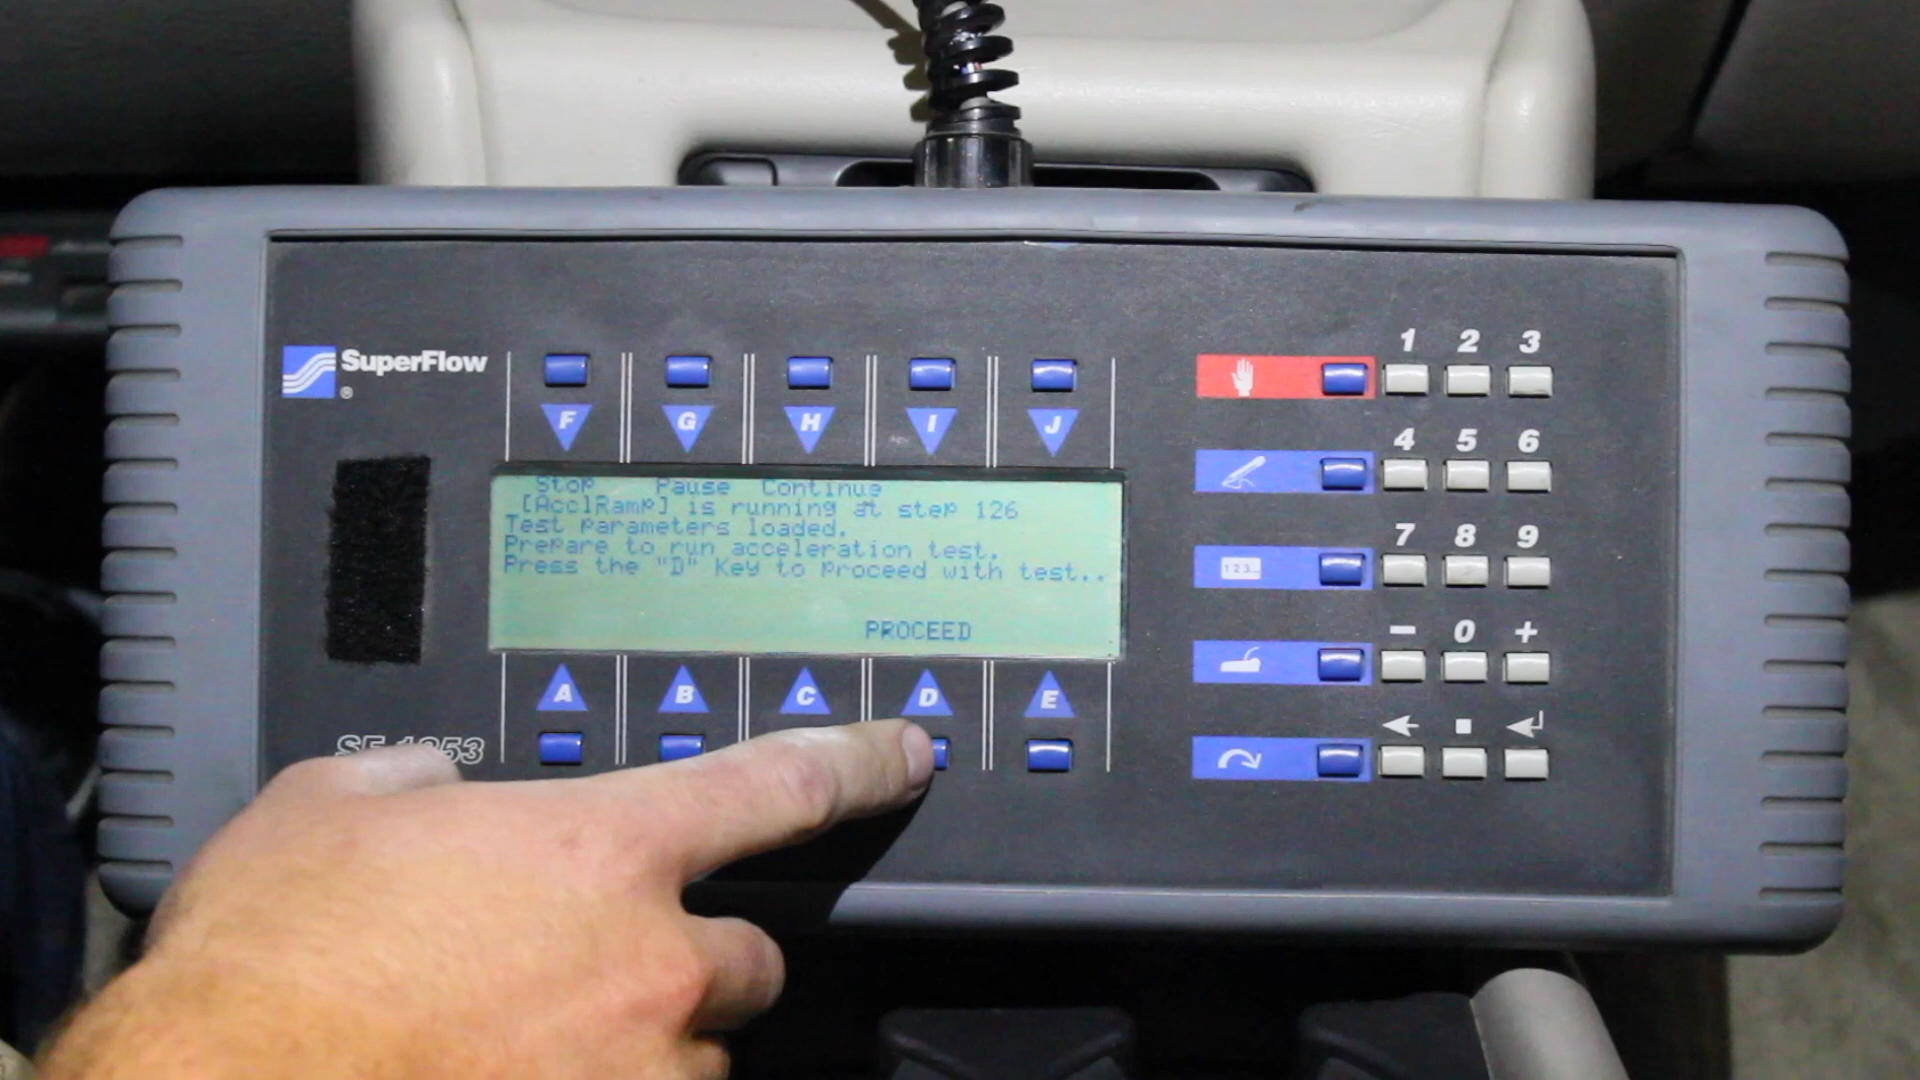 1 2 3
SuperFlow
®
F G H I J
4 5 6
Stop Pause Continue
[AcclRamp] is running at step 126
Test parameters loaded.
Prepare to run acceleration test.
Press the "D" Key to proceed with test..
7 8 9
123...
PROCEED
- 0 +
A B C D E